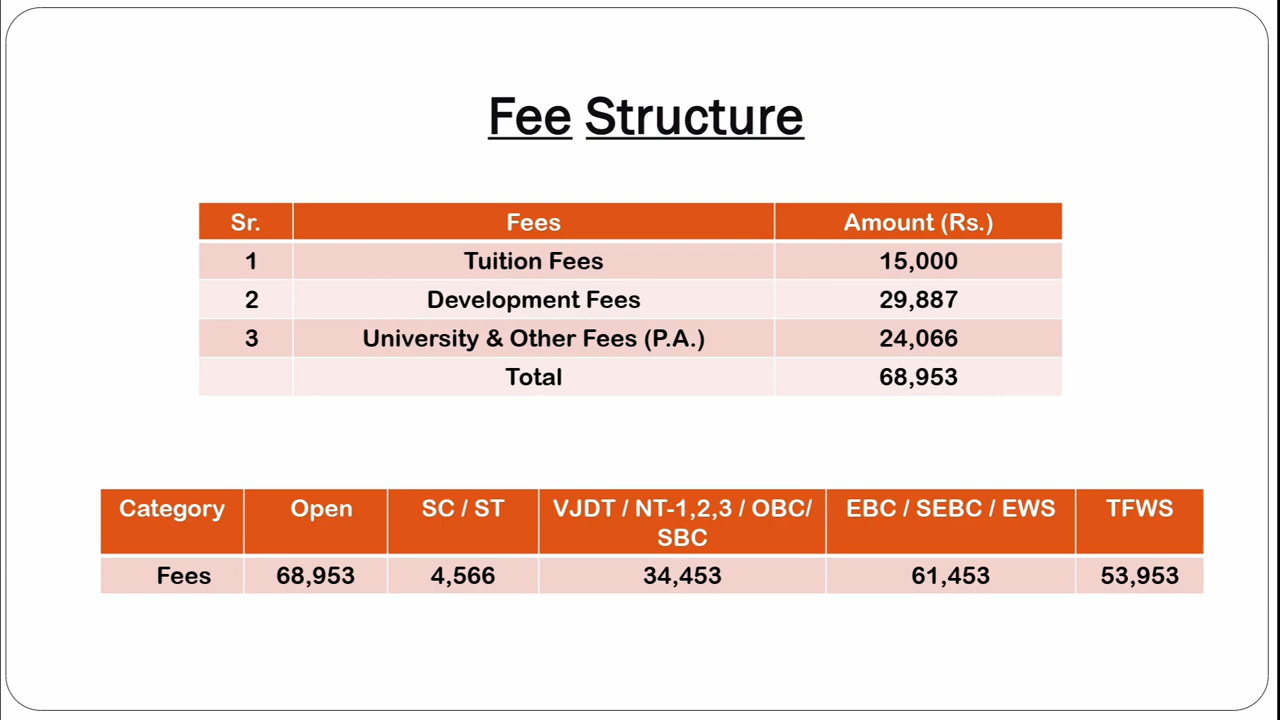 Fee Structure
Sr. Fees Amount (Rs.)
1 Tuition Fees 15,000
2 Development Fees 29,887
3 University & Other Fees (P.A.) 24,066
Total 68,953
Category Open SC / ST VJDT / NT-1,2,3 / OBC/ EBC / SEBC / EWS TFWS
SBC
Fees 68,953 4,566 34,453 61,453 53,953